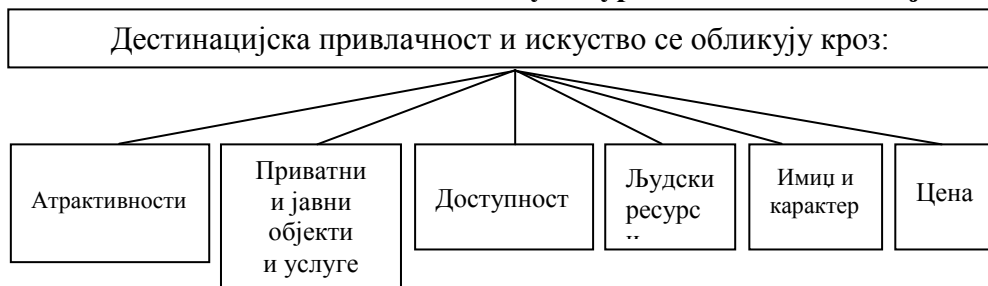 Дестинацијска привлачност и искуство се обликују кроз:
Атрактивности
Приватни
и јавни
објекти
и услуге
Доступност
Људски
ресурс
Имиџ и
карактер
Цена